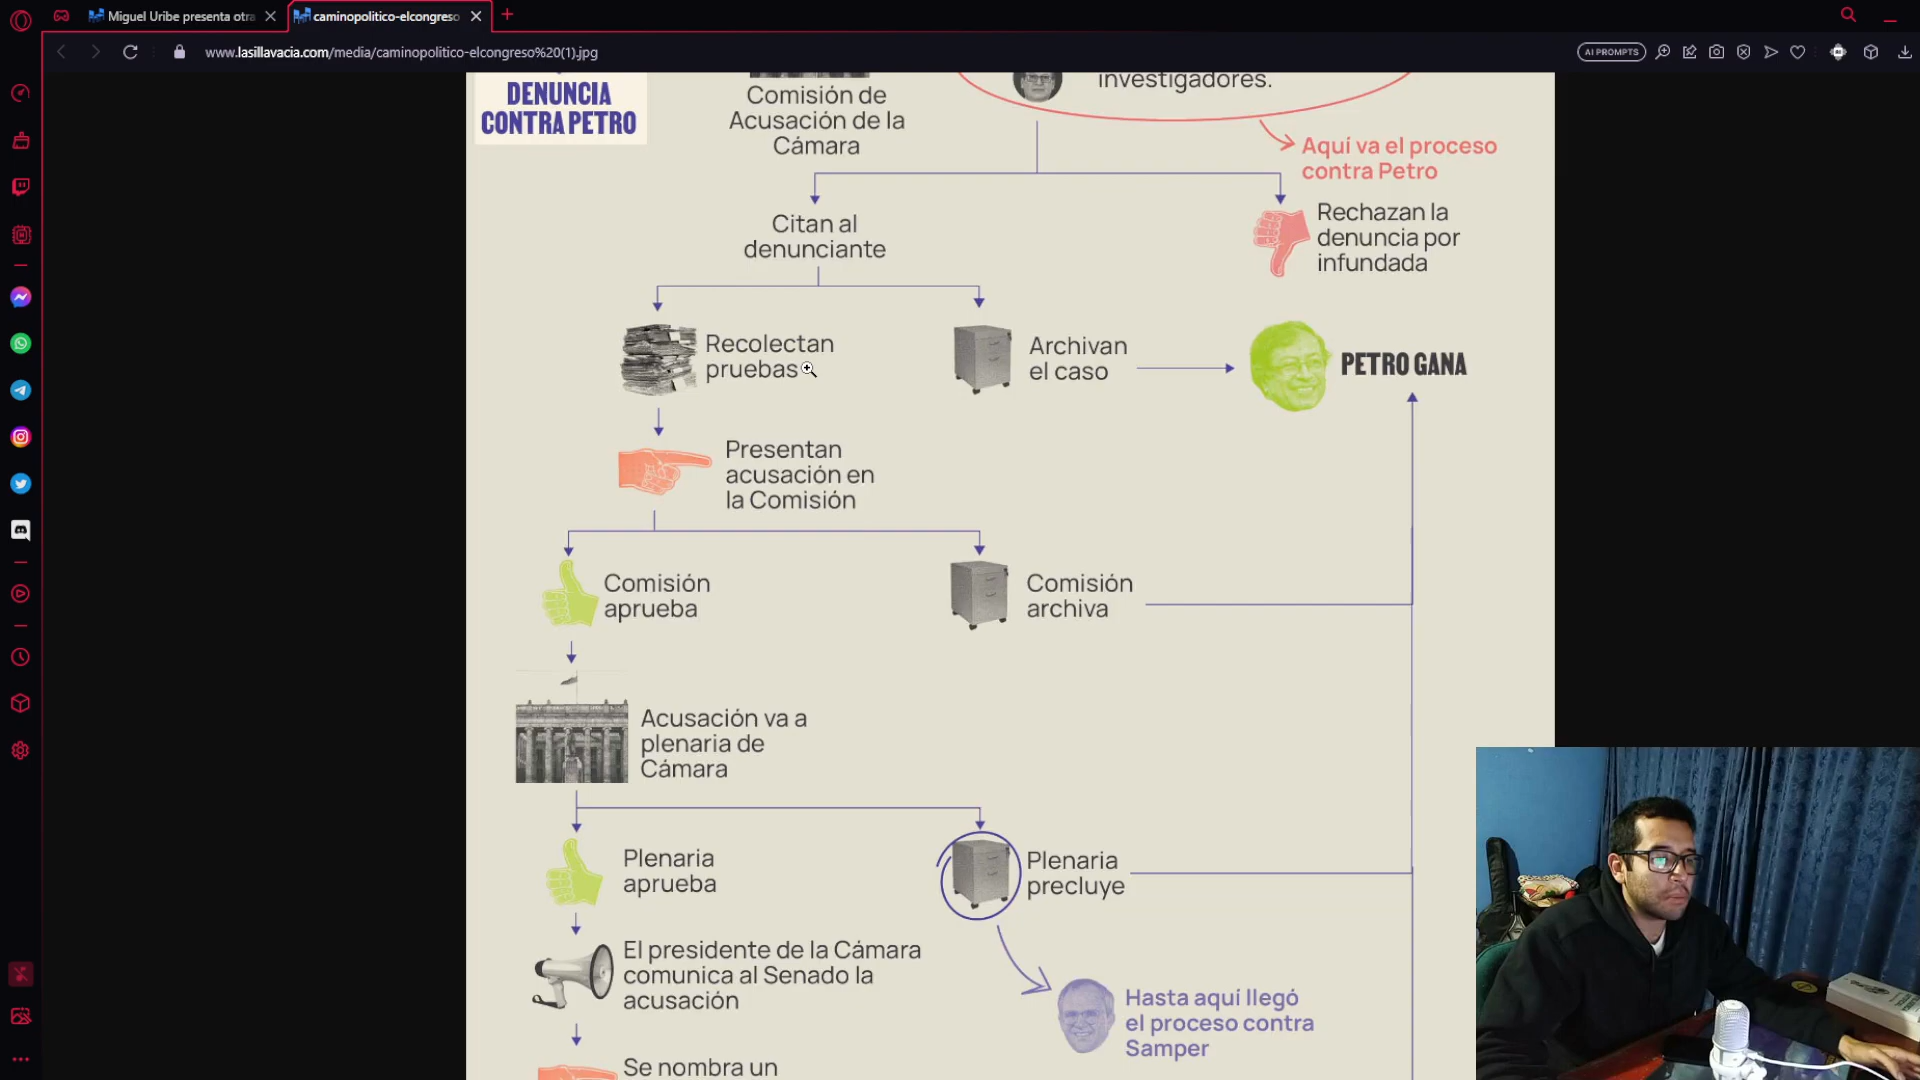 Miguel Uribe presenta otra
caminopolitico-elcongreso
www.lasillavacia.com/media/caminopolitico-elcongreso%20(1).jpg
AI PROMPTS
DENUNCIA
CONTRA PETRO
Comisión de
Acusación de la
Cámara
investigadores.
Aquí va el proceso
contra Petro
Citan al
denunciante
Rechazan la
denuncia por
infundada
Recolectan
pruebas
Archivan
el caso
PETRO GANA
Presentan
acusación en
la Comisión
Comisión
aprueba
Comisión
archiva
Acusación va a
plenaria de
Cámara
Plenaria
aprueba
Plenaria
precluye
El presidente de la Cámara
comunica al Senado la
acusación
Hasta aquí llegó
el proceso contra
Samper
Se nombra un